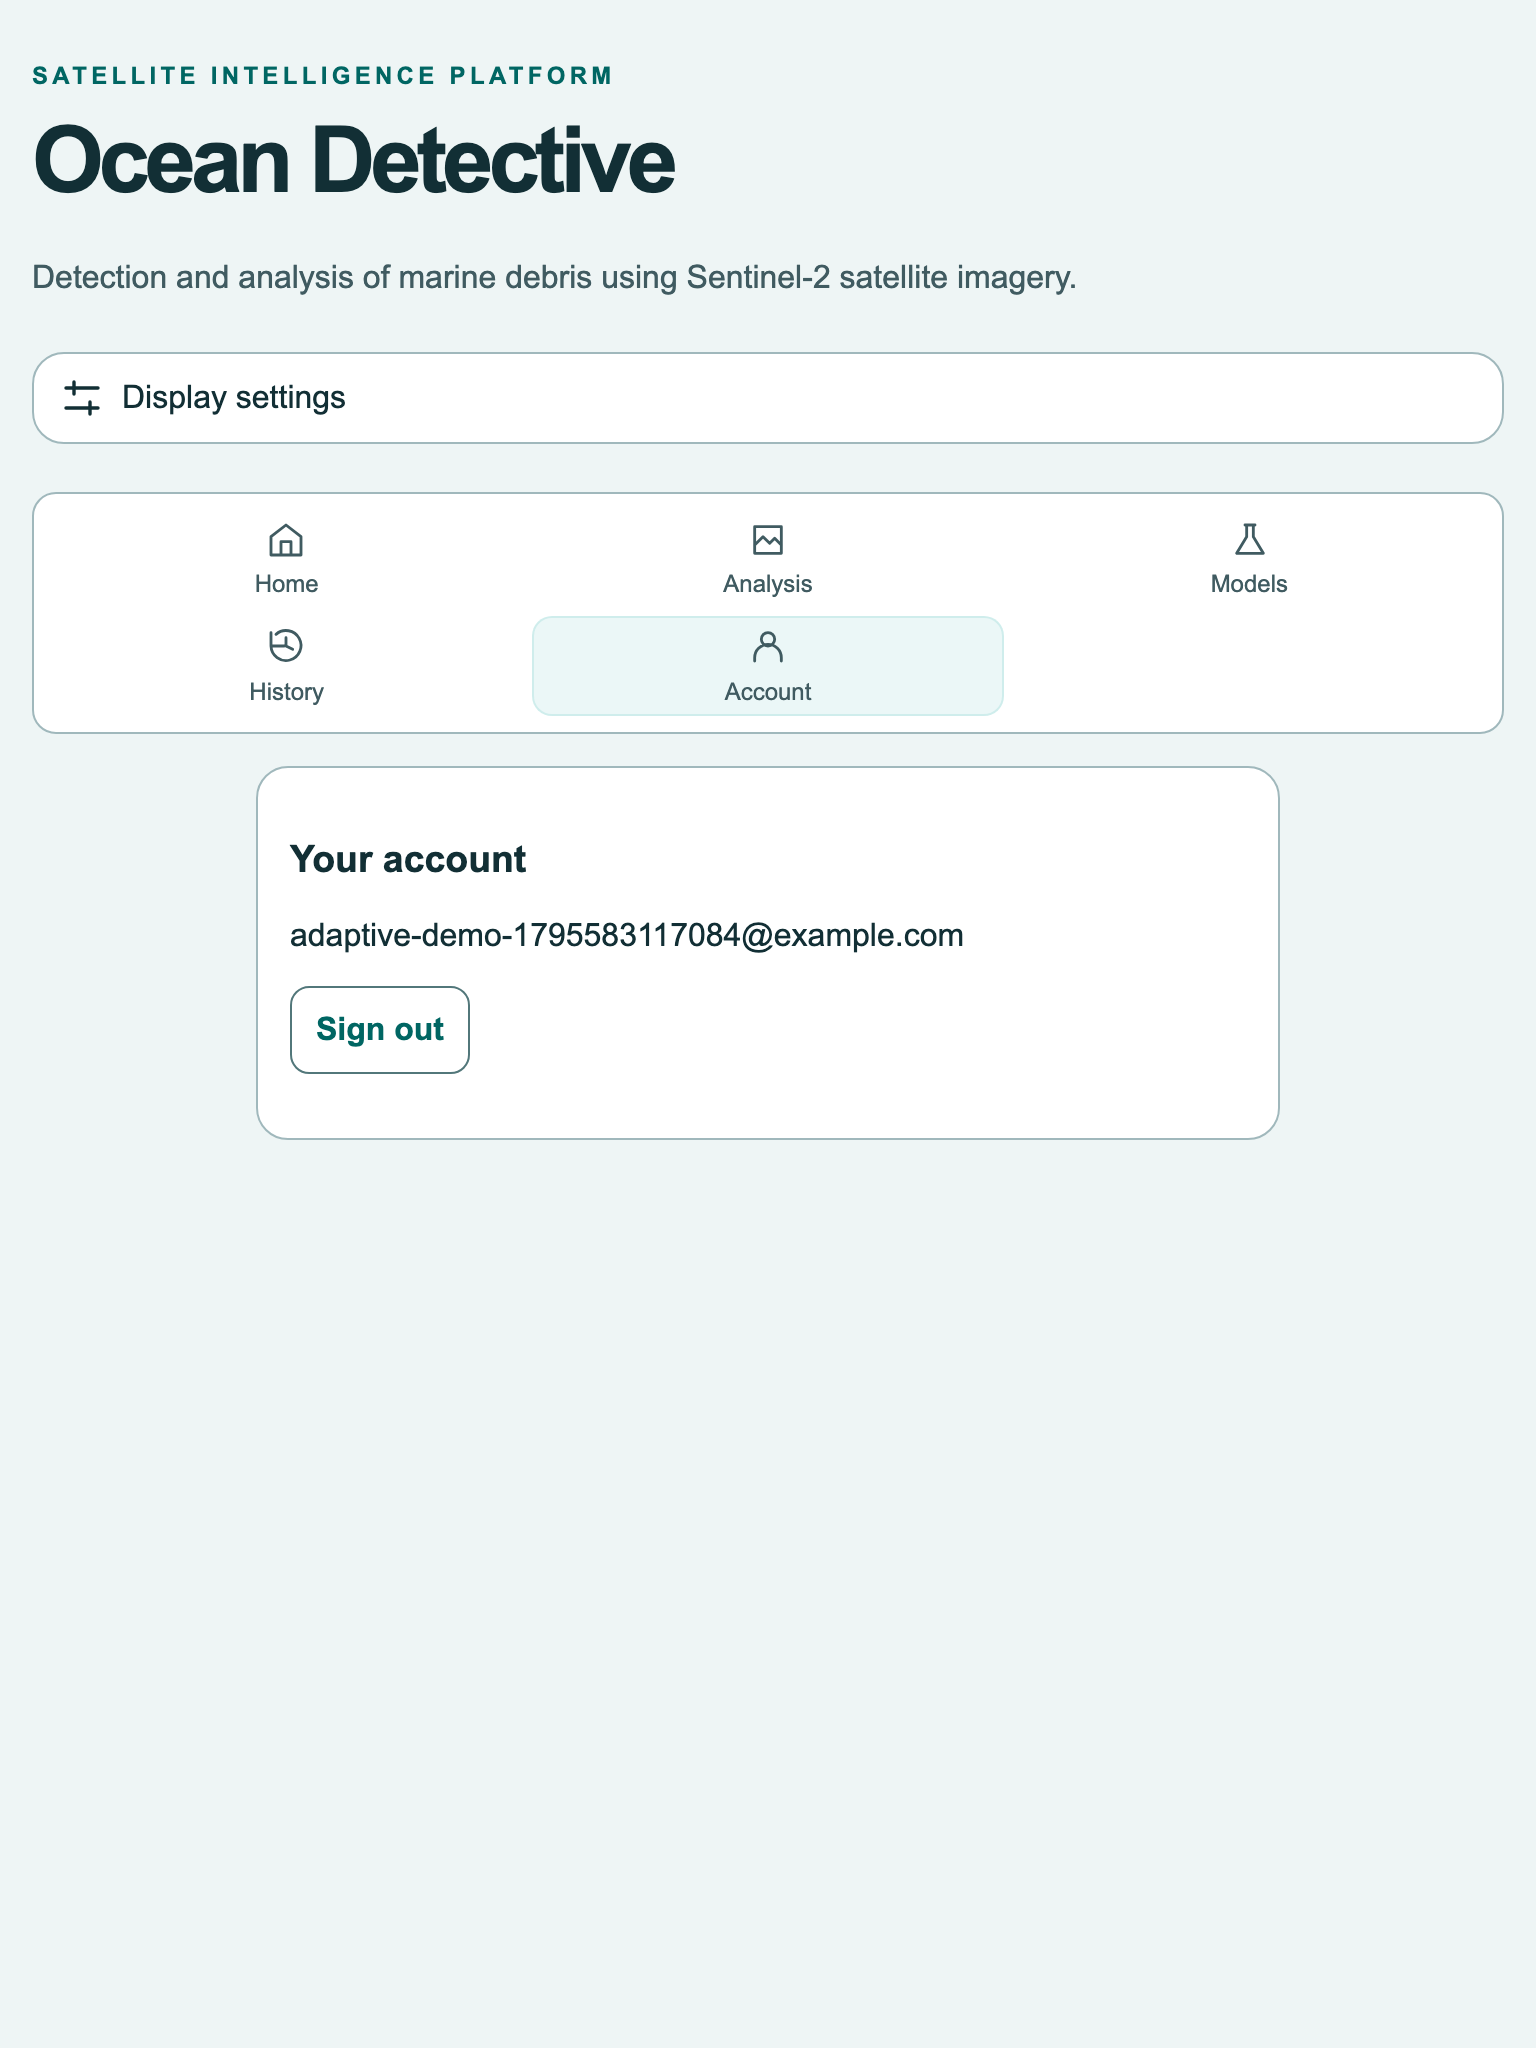 SATELLITE INTELLIGENCE PLATFORM
Ocean Detective
Detection and analysis of marine debris using Sentinel-2 satellite imagery.
Display settings
Home
Analysis
Models
History
Account
Your account
adaptive-demo-1795583117084@example.com
Sign out